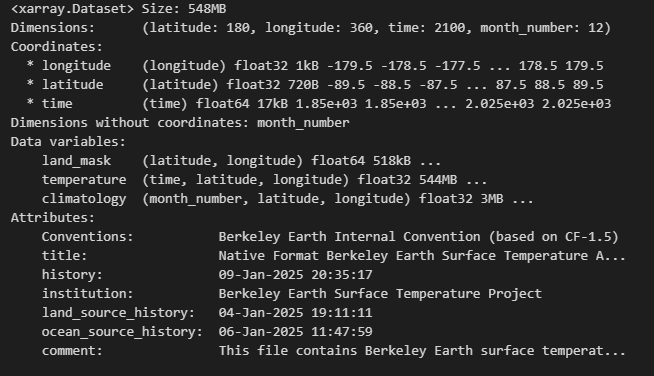 <xarray.Dataset> Size: 548MB
Dimensions:       (latitude: 180, longitude: 360, time: 2100, month_number: 12)
Coordinates:
  * longitude     (longitude) float32 1kB -179.5 -178.5 -177.5 ... 178.5 179.5
  * latitude      (latitude) float32 720B -89.5 -88.5 -87.5 ... 87.5 88.5 89.5
  * time          (time) float64 17kB 1.85e+03 1.85e+03 ... 2.025e+03 2.025e+03
Dimensions without coordinates: month_number
Data variables:
    land_mask     (latitude, longitude) float64 518kB ...
    temperature   (time, latitude, longitude) float32 544MB ...
    climatology   (month_number, latitude, longitude) float32 3MB ...
Attributes:
    Conventions:           Berkeley Earth Internal Convention (based on CF-1.5)
    title:                 Native Format Berkeley Earth Surface Temperature A...
    history:               09-Jan-2025 20:35:17
    institution:           Berkeley Earth Surface Temperature Project
    land_source_history:   04-Jan-2025 19:11:11
    ocean_source_history:  06-Jan-2025 11:47:59
    comment:               This file contains Berkeley Earth surface temperat...